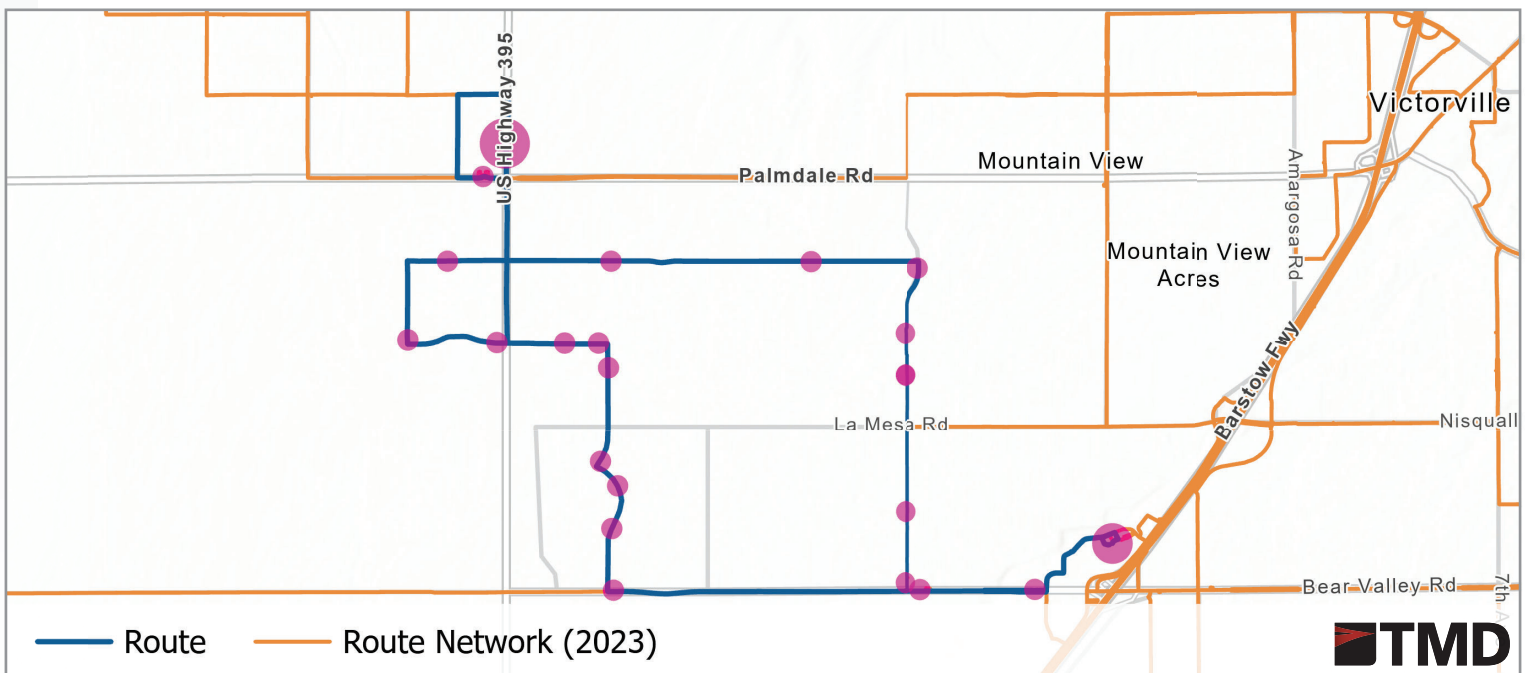 US Highway 395
Victorville
Mountain View
Palmdale Rd
Amargosa Rd
Mountain View
Acres
Barstow Fwy
La Mesa Rd
Nisquall
Bear Valley Rd
7th A
Route
Route Network (2023)
TMD